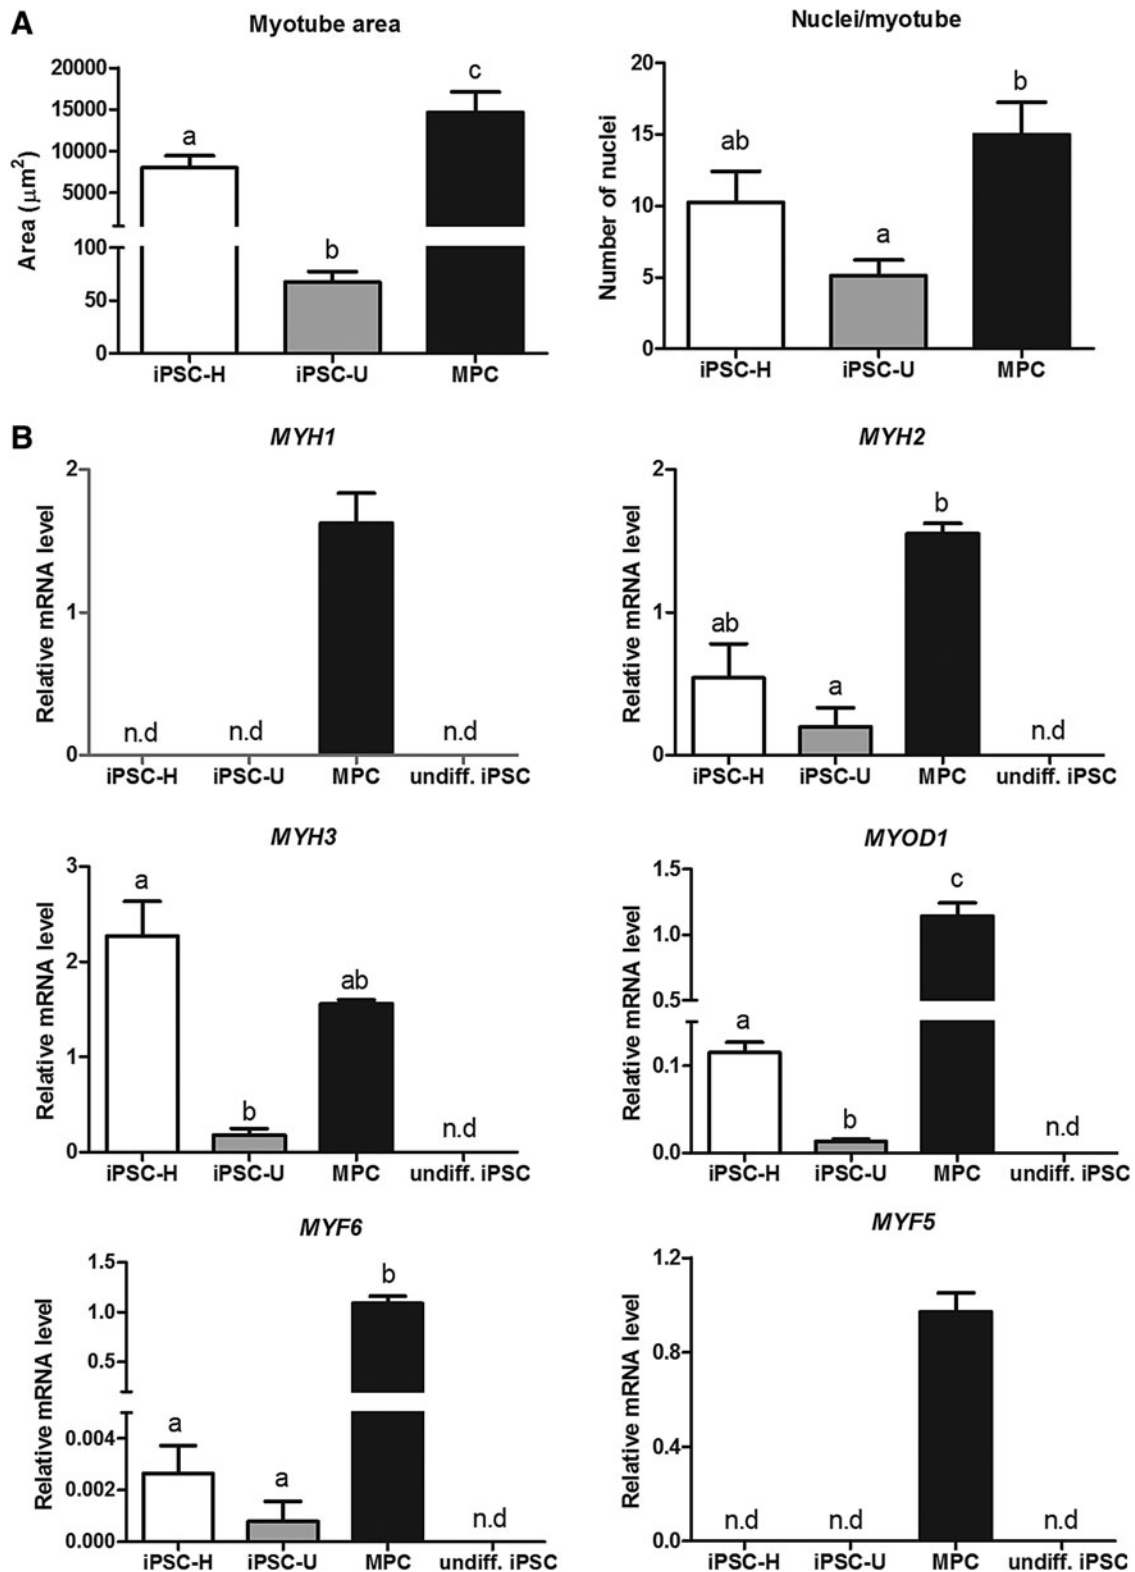 A
Myotube area
Nuclei/myotube
Area (μm²)
20000
15000
10000
5000
100
50
0
a
b
c
iPSC-H iPSC-U MPC
Number of nuclei
20
15
10
5
0
ab
a
b
iPSC-H iPSC-U MPC
B
MYH1
Relative mRNA level
2
1
0
n.d n.d n.d
iPSC-H iPSC-U MPC undiff. iPSC
MYH2
Relative mRNA level
2
1
0
ab
a
b
n.d
iPSC-H iPSC-U MPC undiff. iPSC
MYH3
Relative mRNA level
3
2
1
0
a
b
ab
n.d
iPSC-H iPSC-U MPC undiff. iPSC
MYOD1
Relative mRNA level
1.5
1.0
0.5
0.1
0.0
a
b
c
n.d
iPSC-H iPSC-U MPC undiff. iPSC
MYF6
Relative mRNA level
1.5
1.0
0.5
0.004
0.002
0.000
a
a
b
n.d
iPSC-H iPSC-U MPC undiff. iPSC
MYF5
Relative mRNA level
1.2
0.8
0.4
0.0
n.d n.d n.d
iPSC-H iPSC-U MPC undiff. iPSC